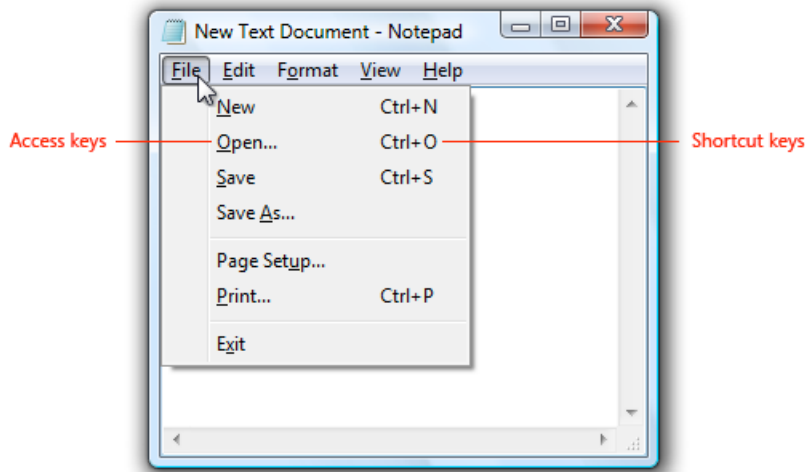 New Text Document - Notepad
File Edit Format View Help
New Ctrl+N
Access keys Open... Ctrl+O Shortcut keys
Save Ctrl+S
Save As...
Page Setup...
Print... Ctrl+P
Exit